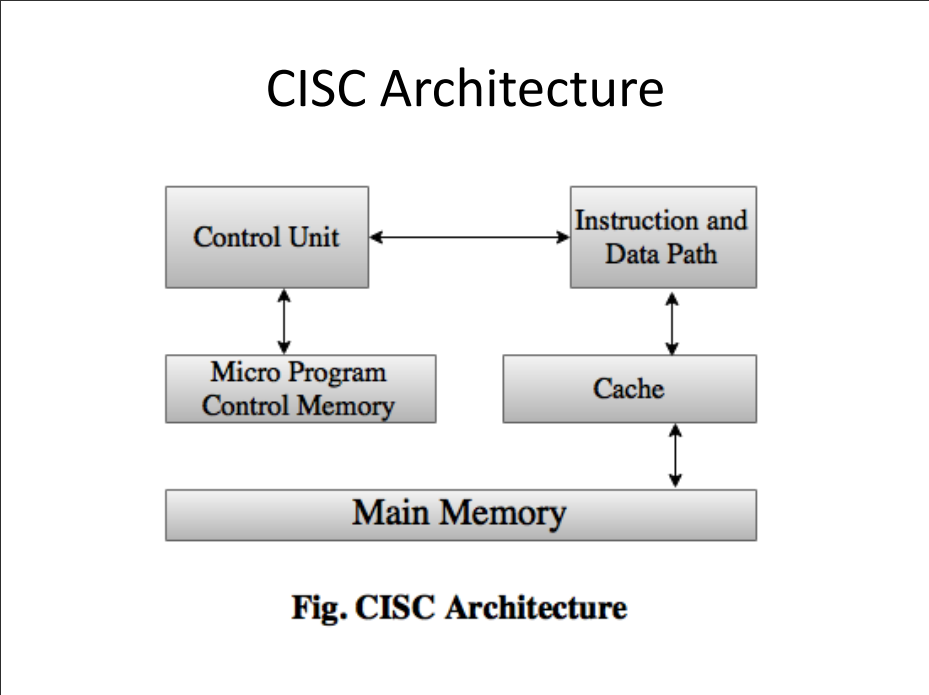 CISC Architecture
Control Unit
Instruction and
Data Path
Micro Program
Control Memory
Cache
Main Memory
Fig. CISC Architecture